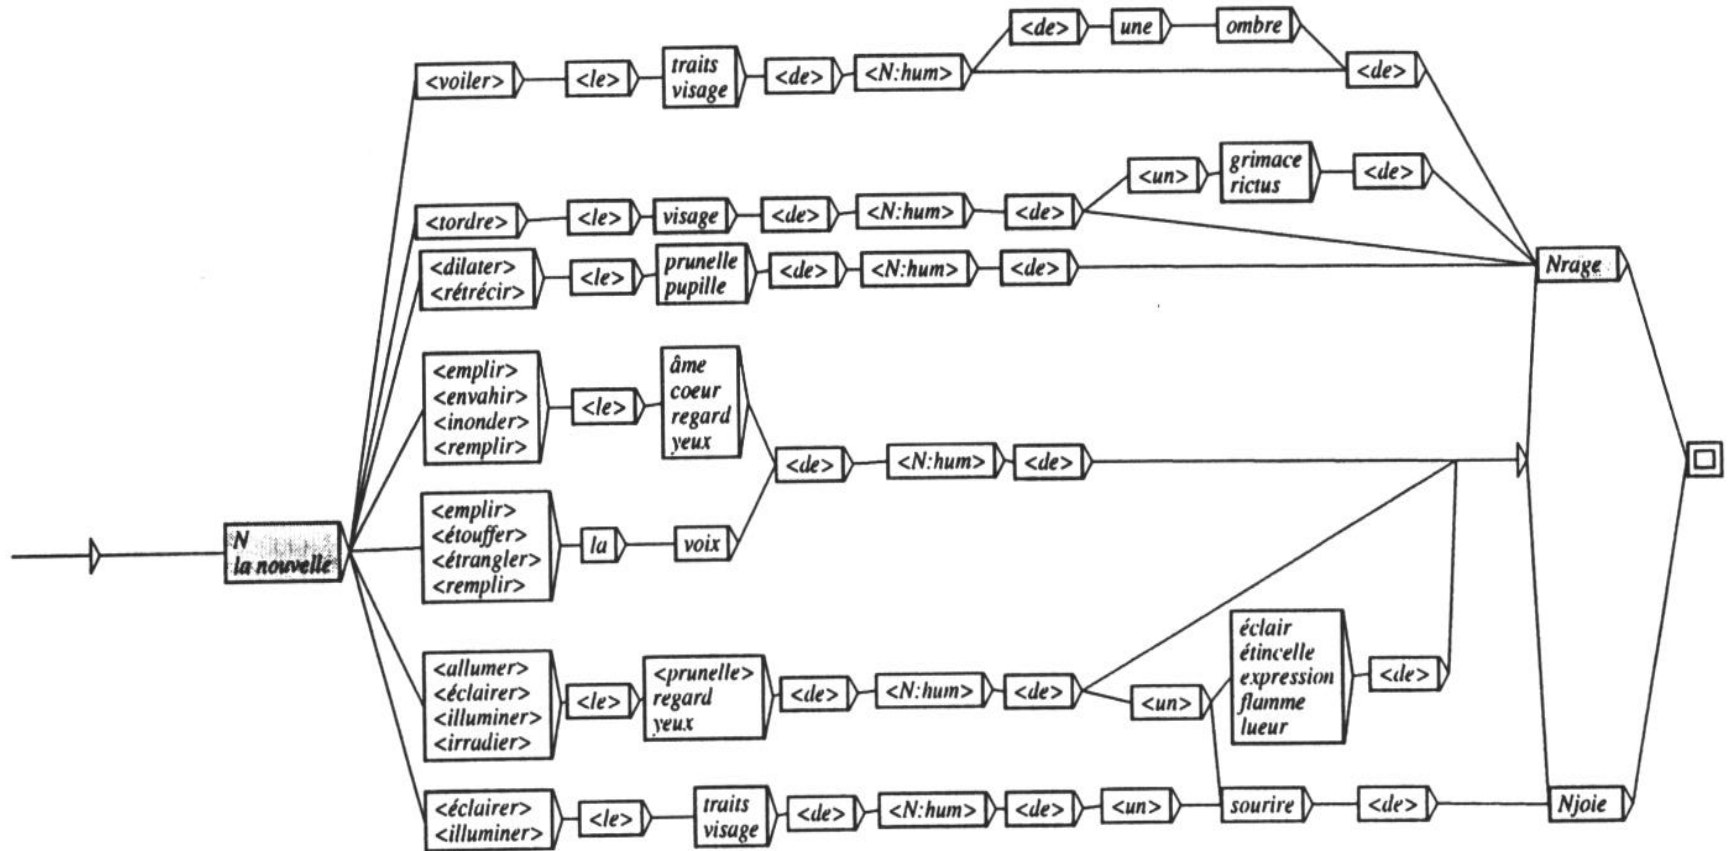 <de> une ombre
<voiler> <le> traits <de> <N:hum> <de>
visage
<un> grimace <de>
rictus
<tordre> <le> visage <de> <N:hum> <de>
<dilater> <le> prunelle <de> <N:hum> <de> Nrage
<rétrécir> pupille
<emplir> âme
<envahir> <le> coeur
<inonder> regard
<remplir> yeux
<de> <N:hum> <de>
<emplir>
<étouffer> la voix
<étrangler>
<remplir>
N
la nouvelle
éclair
étincelle
expression <de>
flamme
lueur
<allumer> <prunelle>
<éclairer> <le> regard <de> <N:hum> <de> <un>
<illuminer> yeux
<irradier>
<éclairer> <le> traits <de> <N:hum> <de> <un> sourire <de> Njoie
<illuminer> visage